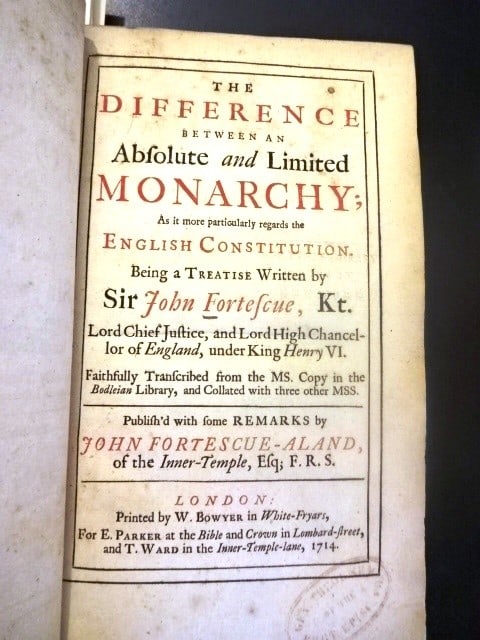 THE
DIFFERENCE
BETWEEN AN
Abſolute and Limited
MONARCHY;
As it more particularly regards the
ENGLISH CONSTITUTION.
Being a TREATISE Written by
Sir John Forteſcue, Kt.
Lord Chief Juſtice, and Lord High Chancel-
lor of England, under King Henry VI.
Faithfully Tranſcribed from the MS. Copy in the
Bodleian Library, and Collated with three other MSS.
Publiſh'd with ſome REMARKS by
JOHN FORTESCUE-ALAND,
of the Inner-Temple, Eſq; F. R. S.
LONDON:
Printed by W. BOWYER in White-Fryars,
For E. PARKER at the Bible and Crown in Lombard-ſtreet,
and T. WARD in the Inner-Temple-lane, 1714.